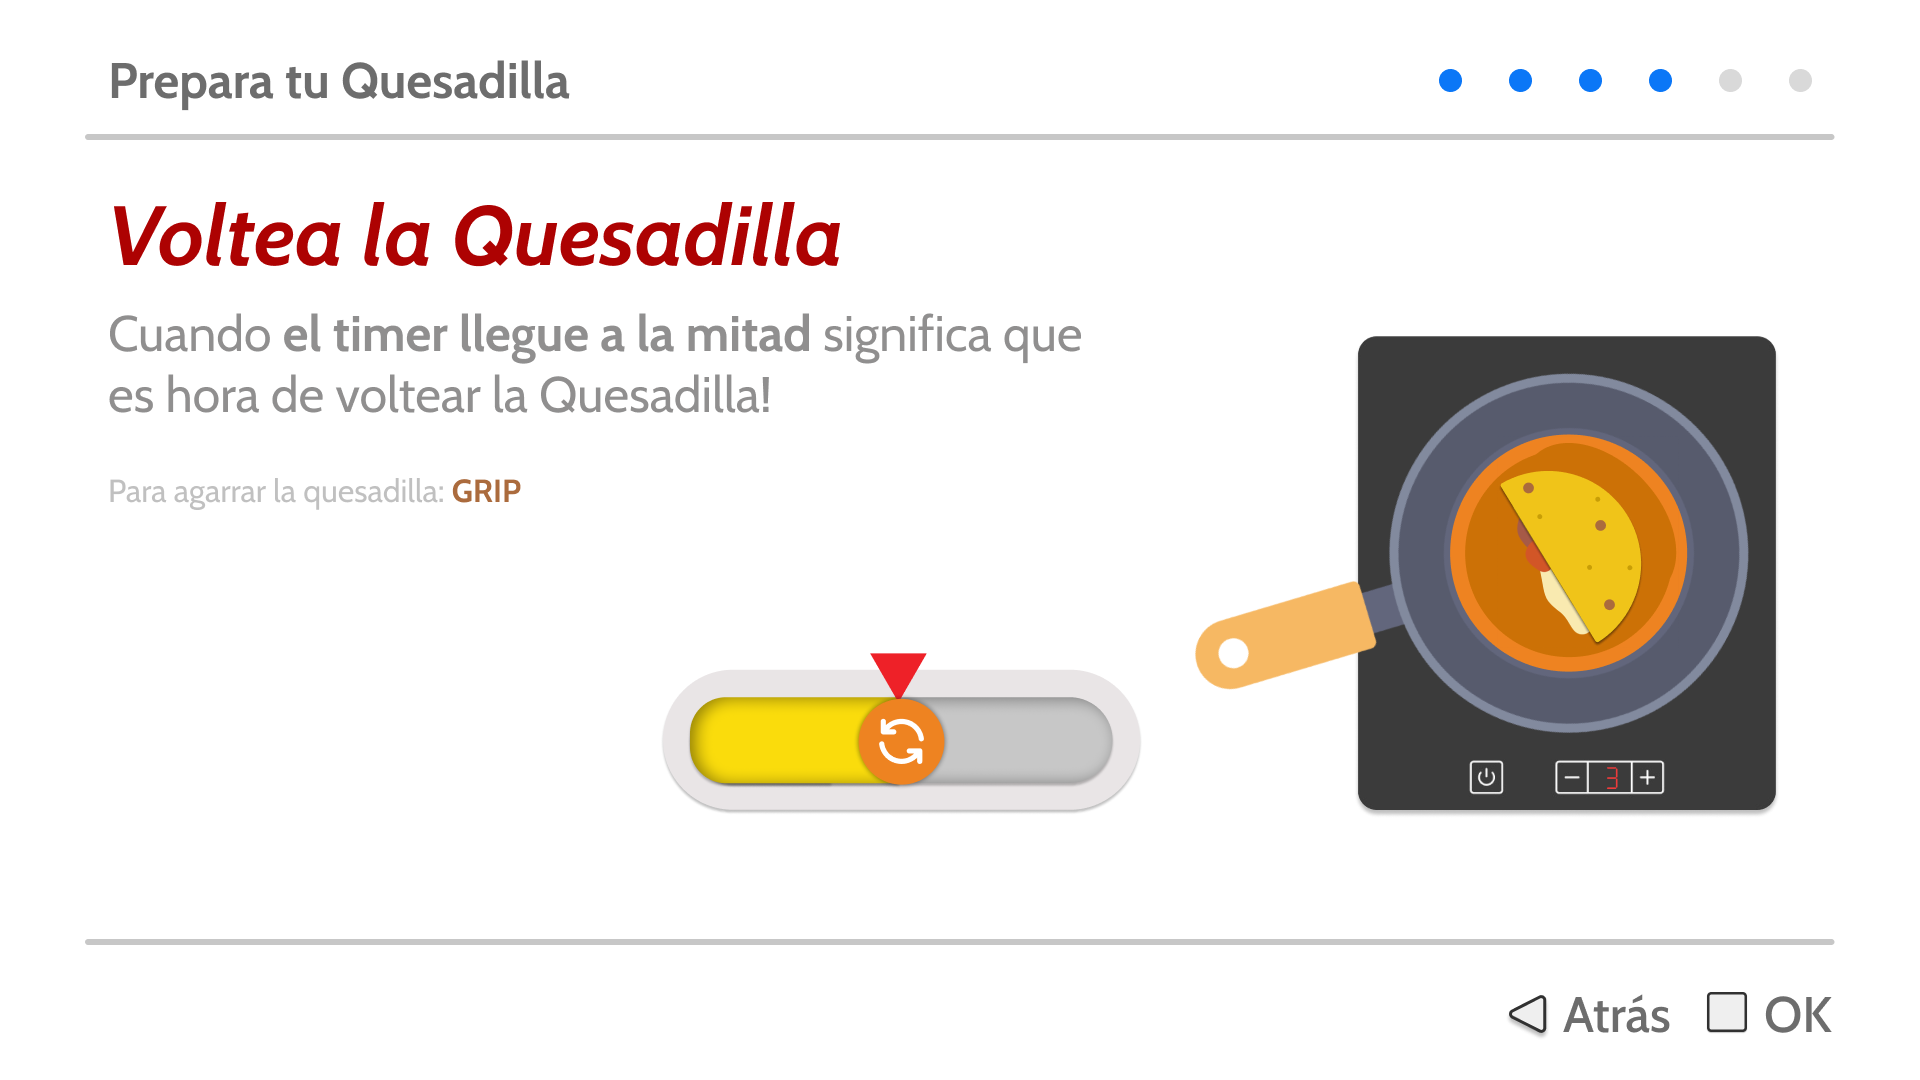 Prepara tu Quesadilla
Voltea la Quesadilla
Cuando el timer llegue a la mitad significa que
es hora de voltear la Quesadilla!
Para agarrar la quesadilla: GRIP
3
Atrás OK